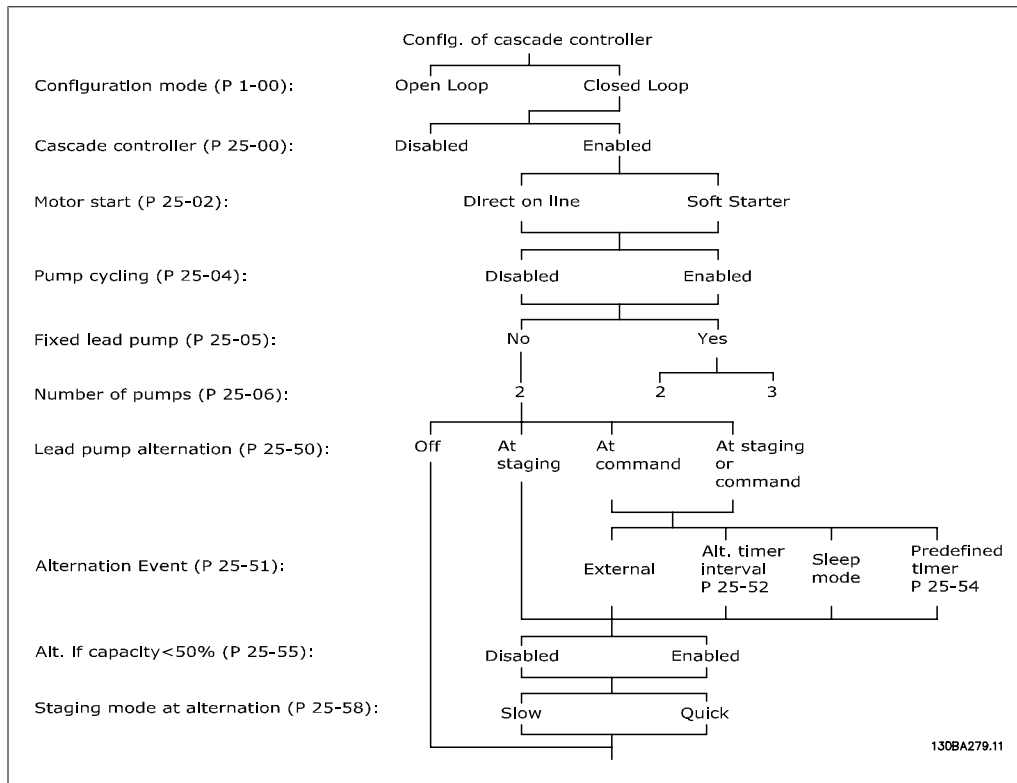 Config. of cascade controller
Configuration mode (P 1-00):
Open Loop
Closed Loop
Cascade controller (P 25-00):
Disabled
Enabled
Motor start (P 25-02):
Direct on line
Soft Starter
Pump cycling (P 25-04):
Disabled
Enabled
Fixed lead pump (P 25-05):
No
Yes
Number of pumps (P 25-06):
2
2
3
Lead pump alternation (P 25-50):
Off
At
staging
At
command
At staging
or
command
Alternation Event (P 25-51):
External
Alt. timer
interval
P 25-52
Sleep
mode
Predefined
timer
P 25-54
Alt. if capacity<50% (P 25-55):
Disabled
Enabled
Staging mode at alternation (P 25-58):
Slow
Quick
130BA279.11